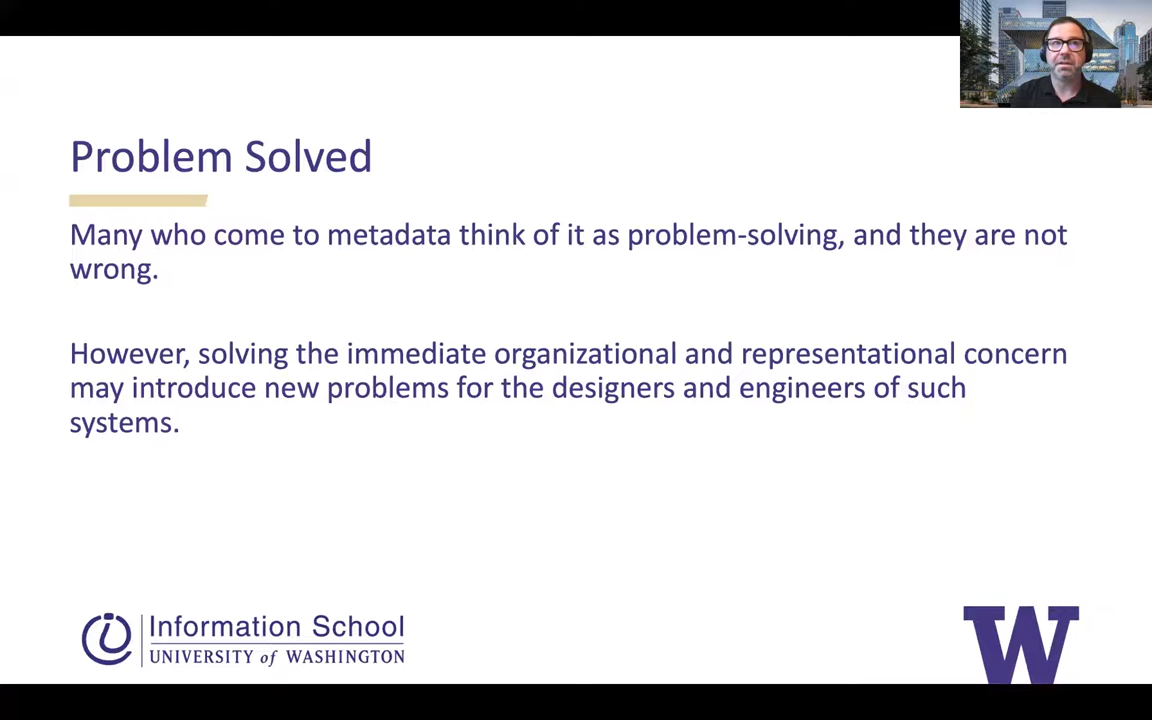 Problem Solved
Many who come to metadata think of it as problem-solving, and they are not
wrong.
However, solving the immediate organizational and representational concern
may introduce new problems for the designers and engineers of such
systems.
Information School
UNIVERSITY of WASHINGTON
W